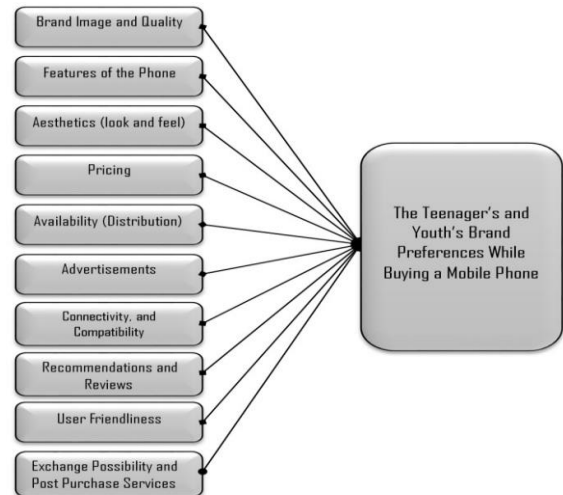 Brand Image and Quality
Features of the Phone
Aesthetics (look and feel)
Pricing
Availability (Distribution)
Advertisements
Connectivity, and
Compatibility
Recommendations and
Reviews
User Friendliness
Exchange Possibility and
Post Purchase Services
The Teenager's and
Youth's Brand
Preferences While
Buying a Mobile Phone